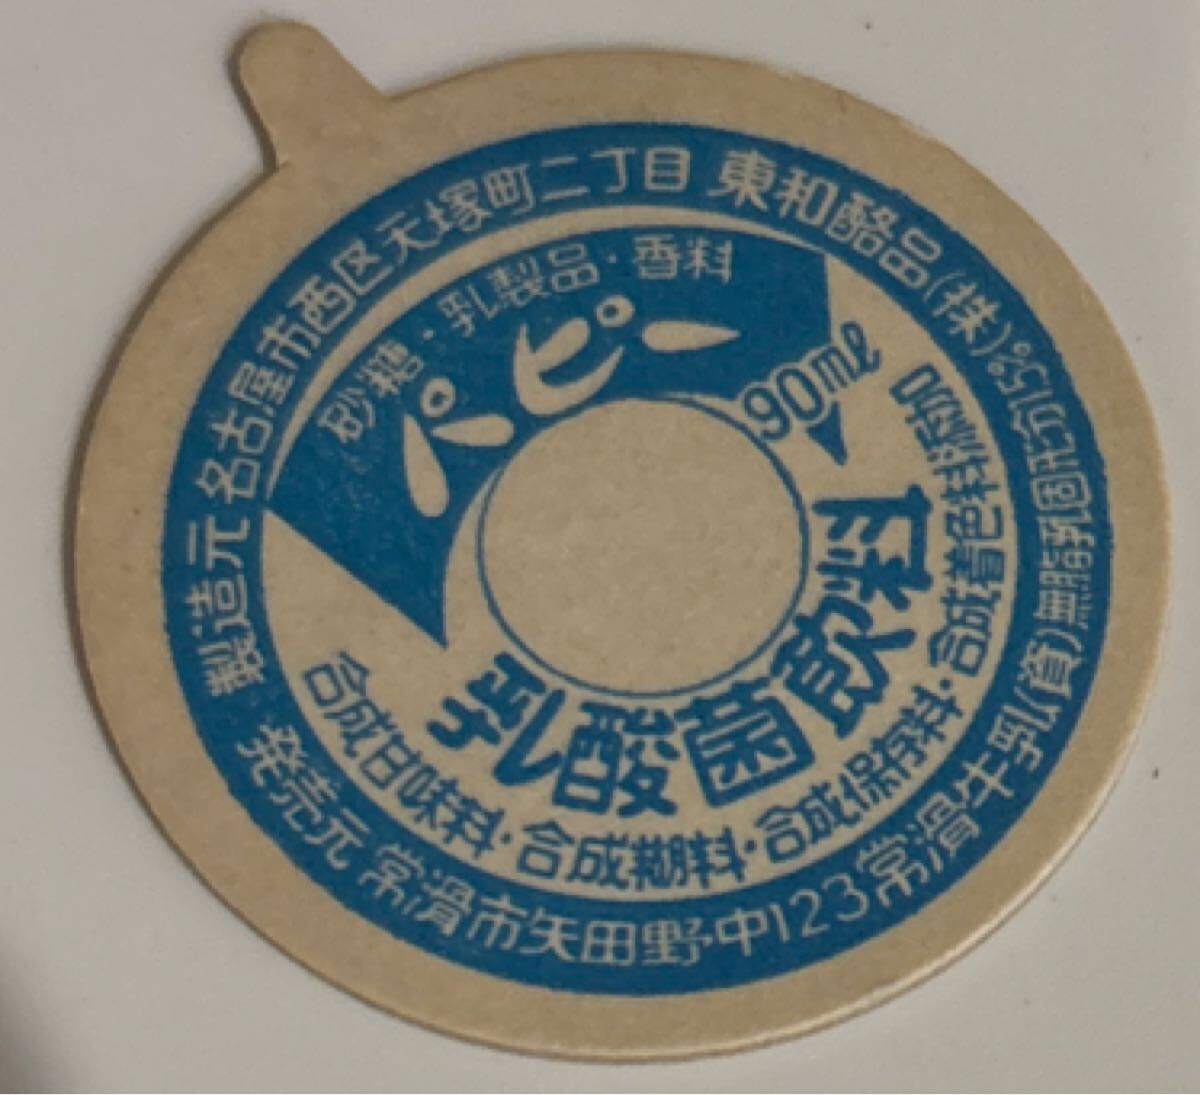 製造元 名古屋市西区天塚町二丁目 東和酪品(株)
無脂乳固形分1.5%
砂糖・乳製品・香料
パピー
90ml
乳酸菌飲料
合成甘味料・合成糊料・合成保存料・合成着色料添加
発売元 常滑市矢田野中123常滑牛乳(資)